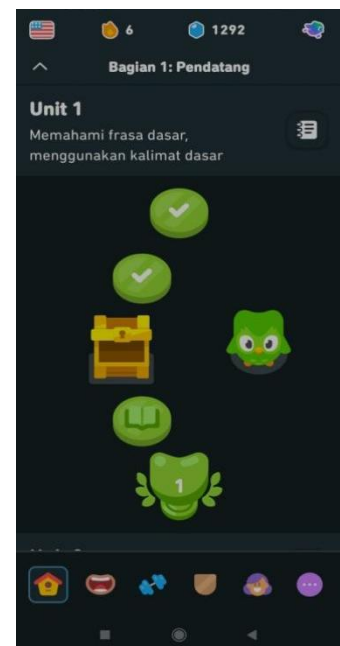 6
1292
Bagian 1: Pendatang
Unit 1
Memahami frasa dasar,
menggunakan kalimat dasar
1